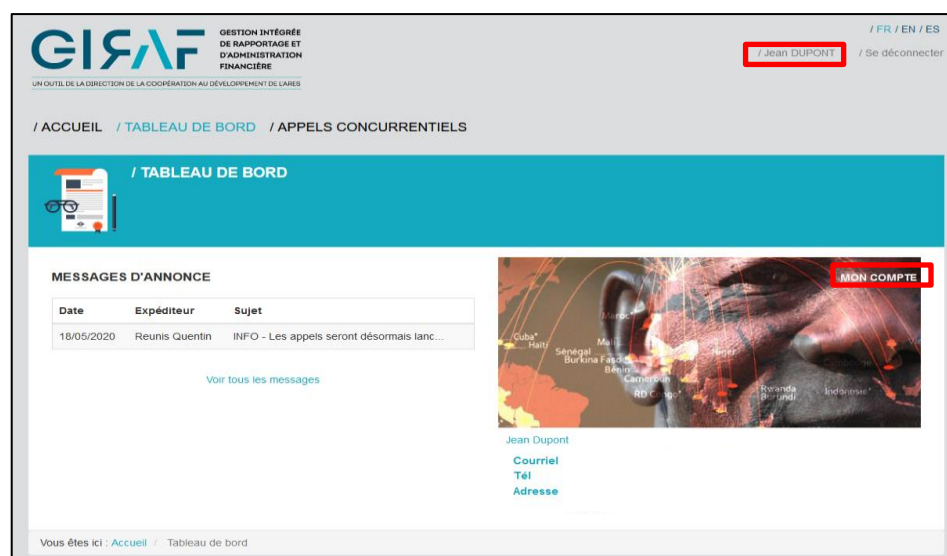 GIRAF
GESTION INTÉGRÉE
DE RAPPORTAGE ET
D'ADMINISTRATION
FINANCIÈRE
UN OUTIL DE LA DIRECTION DE LA COOPÉRATION AU DÉVELOPPEMENT DE L'ARES
/ FR / EN / ES
/ Jean DUPONT / Se déconnecter
/ ACCUEIL / TABLEAU DE BORD / APPELS CONCURRENTIELS
/ TABLEAU DE BORD
MESSAGES D'ANNONCE
Date Expéditeur Sujet
18/05/2020 Reunis Quentin INFO - Les appels seront désormais lanc...
Voir tous les messages
MON COMPTE
Maroc*
Cuba*
Haïti
Mali
Niger
Sénégal
Burkina Faso
Bénin
Cameroun
RD Congo*
Rwanda
Burundi
Indonésie*
Jean Dupont
Courriel
Tél
Adresse
Vous êtes ici : Accueil / Tableau de bord